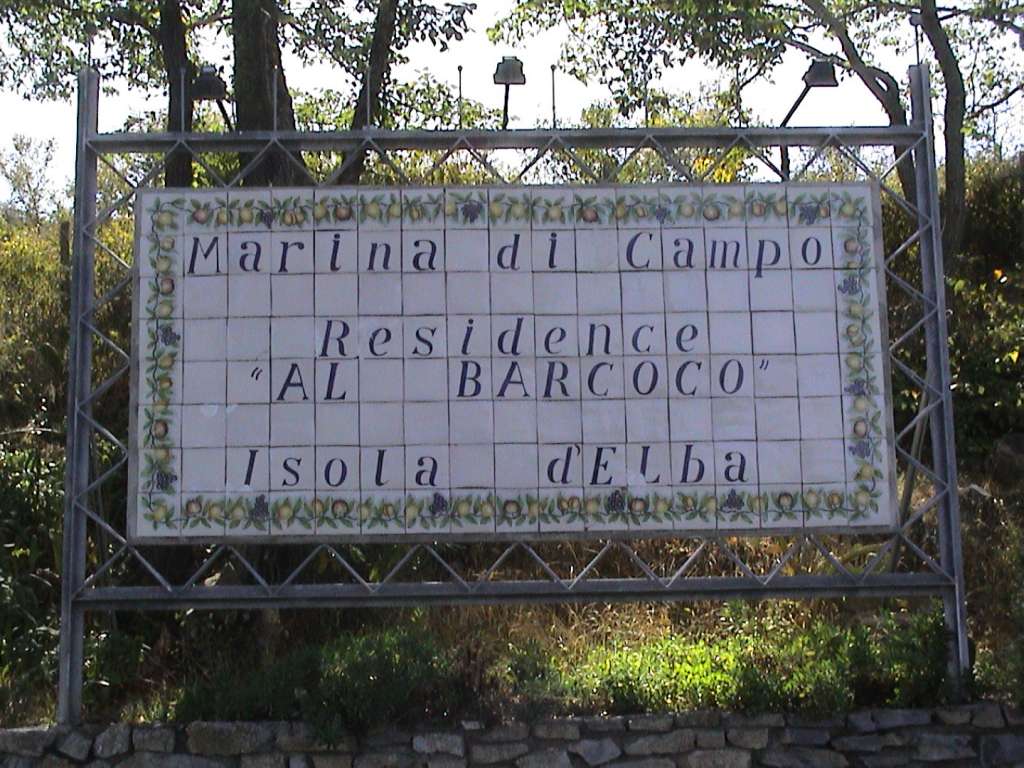 Marina di Campo
Residence
"AL BARCOCO"
Isola d'ELba